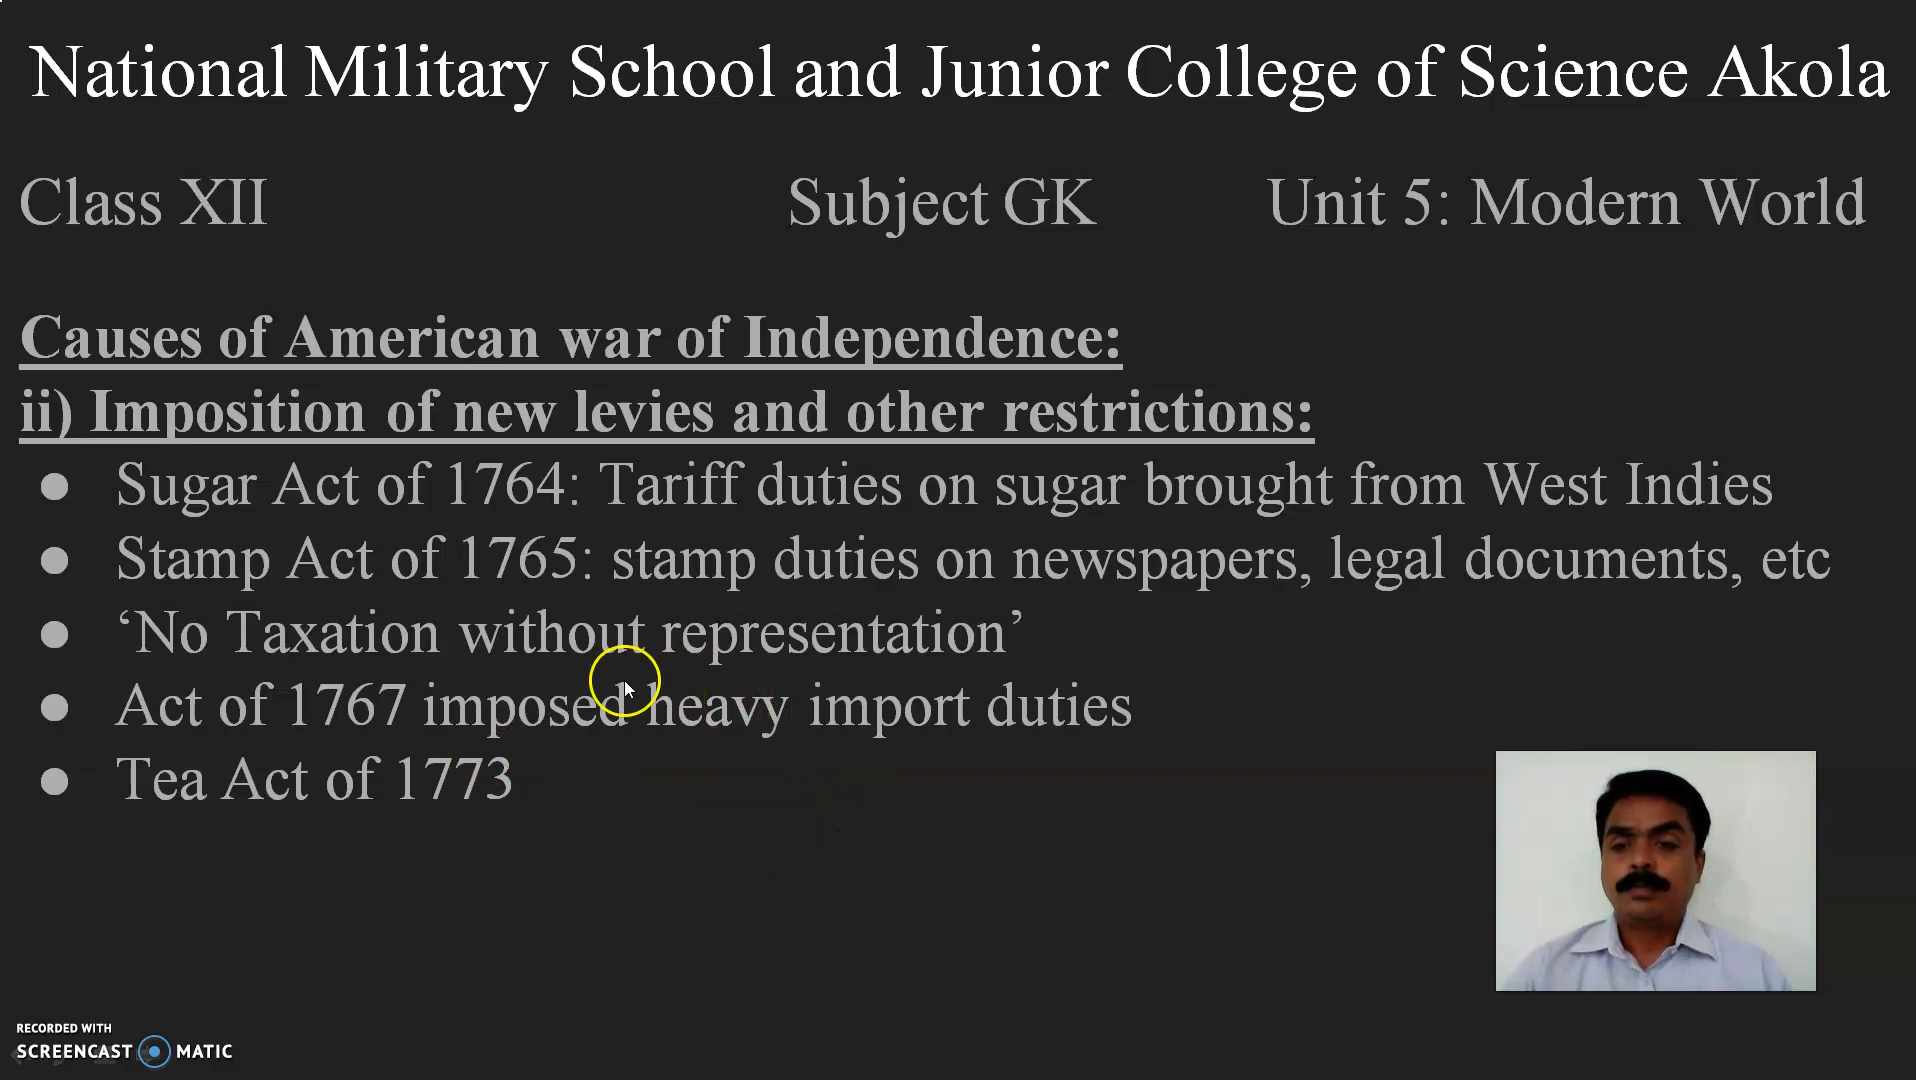 National Military School and Junior College of Science Akola
Class XII Subject GK Unit 5: Modern World
Causes of American war of Independence:
ii) Imposition of new levies and other restrictions:
● Sugar Act of 1764: Tariff duties on sugar brought from West Indies
● Stamp Act of 1765: stamp duties on newspapers, legal documents, etc
● ‘No Taxation without representation’
● Act of 1767 imposed heavy import duties
● Tea Act of 1773
RECORDED WITH
SCREENCAST MATIC